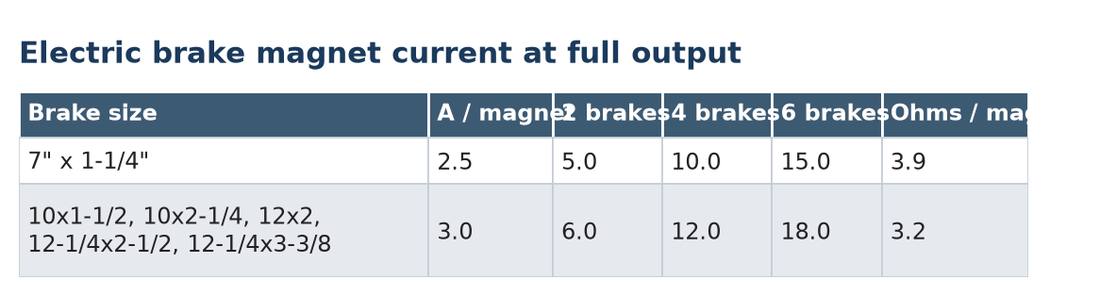 Electric brake magnet current at full output
Brake size A / magnet 2 brakes 4 brakes 6 brakes Ohms / mag
7" x 1-1/4" 2.5 5.0 10.0 15.0 3.9
10x1-1/2, 10x2-1/4, 12x2,
12-1/4x2-1/2, 12-1/4x3-3/8 3.0 6.0 12.0 18.0 3.2